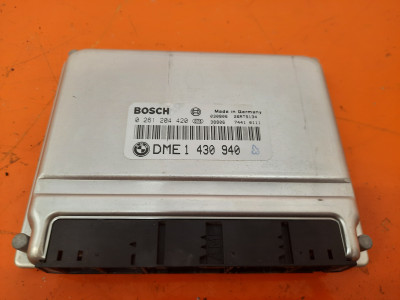 BOSCH
Made in Germany
0 261 204 420
DME 1 430 940